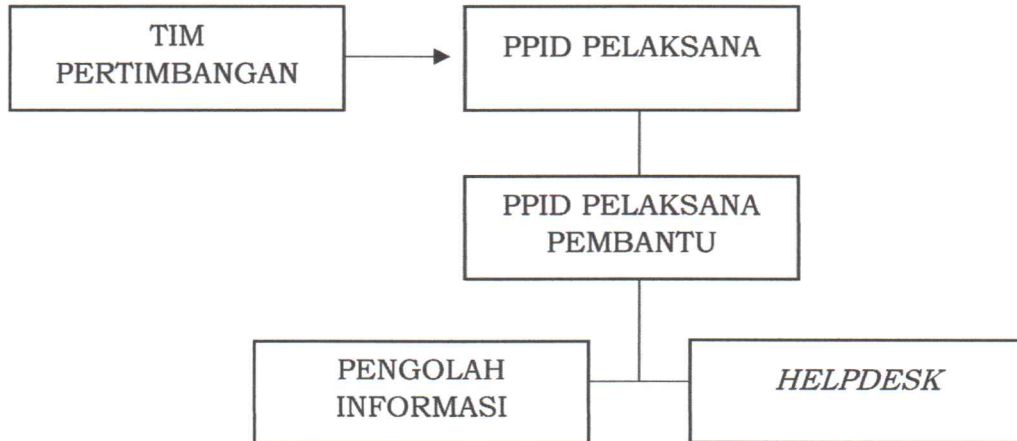 TIM
PERTIMBANGAN
PPID PELAKSANA
PPID PELAKSANA
PEMBANTU
PENGOLAH
INFORMASI
HELPDESK